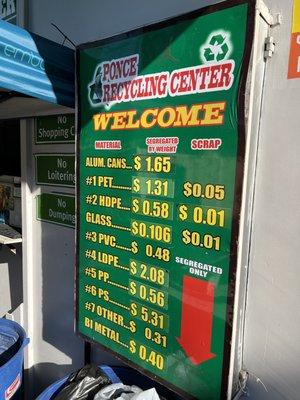 PONCE
RECYCLING CENTER
WELCOME
MATERIAL SEGREGATED BY WEIGHT SCRAP
ALUM. CANS... $ 1.65
#1 PET....... $ 1.31 $0.05
#2 HDPE.... $ 0.58 $ 0.01
GLASS....... $0.106 $0.01
#3 PVC...... $ 0.48
#4 LDPE.... $ 2.08
#5 PP......... $ 0.56
#6 PS......... $ 5.31
#7 OTHER... $ 0.31
BI METAL.... $ 0.40
SEGREGATED
ONLY
No
Shopping C
No
Loitering
No
Dumping